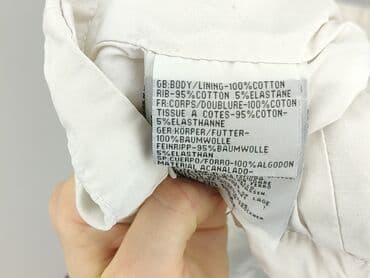 GB:BODY/LINING-100%COTTON
RIB-95%COTTON 5%ELASTANE
FR:CORPS/DOUBLURE-100%COTON
TISSUE A COTES-95%COTON-
5%ELASTHANNE
GER:KÖRPER/FUTTER-
100%BAUMWOLLE
FEINRIPP-95%BAUMWOLLE
5%ELASTHAN
SP:CUERPO/FORRO-100%ALGODON
MATERIAL ACANALADO-